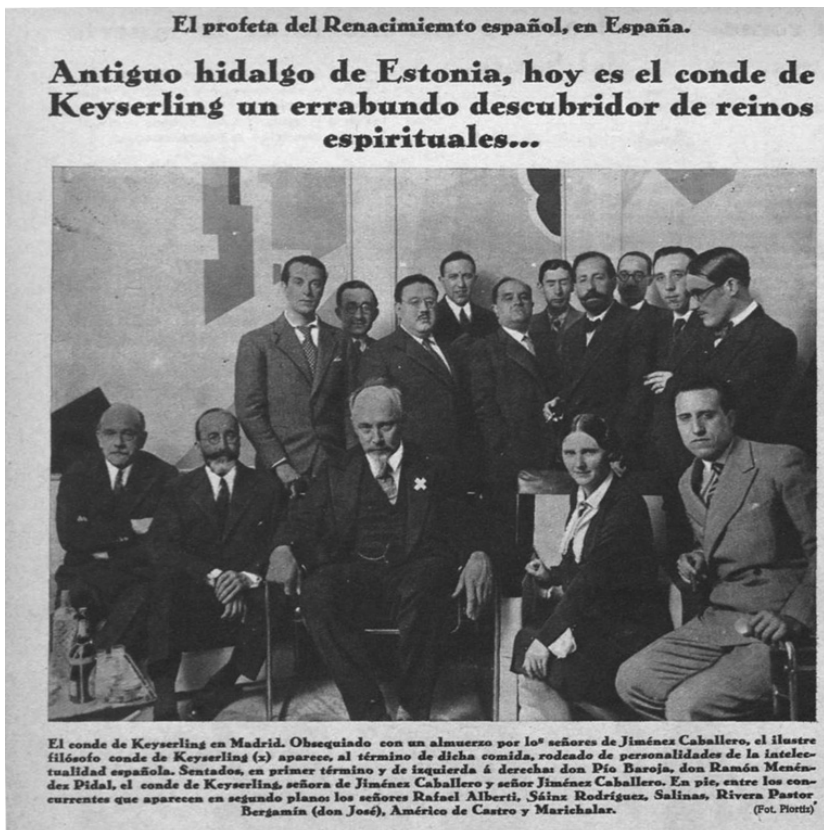 El profeta del Renacimiemto español, en España.
Antiguo hidalgo de Estonia, hoy es el conde de
Keyserling un errabundo descubridor de reinos
espirituales...
El conde de Keyserling en Madrid. Obsequiado con un almuerzo por los señores de Jiménez Caballero, el ilustre
filósofo conde de Keyserling (x) aparece, al término de dicha comida, rodeado de personalidades de la intelec-
tualidad española. Sentados, en primer término y de izquierda á derecha: don Pío Baroja, don Ramón Menén-
dez Pidal, el conde de Keyserling, señora de Jiménez Caballero y señor Jiménez Caballero. En pie, entre los con-
currentes que aparecen en segundo plano: los señores Rafael Alberti, Sáinz Rodríguez, Salinas, Rivera Pastor
Bergamín (don José), Américo de Castro y Marichalar.
(Fot. Piortiz)